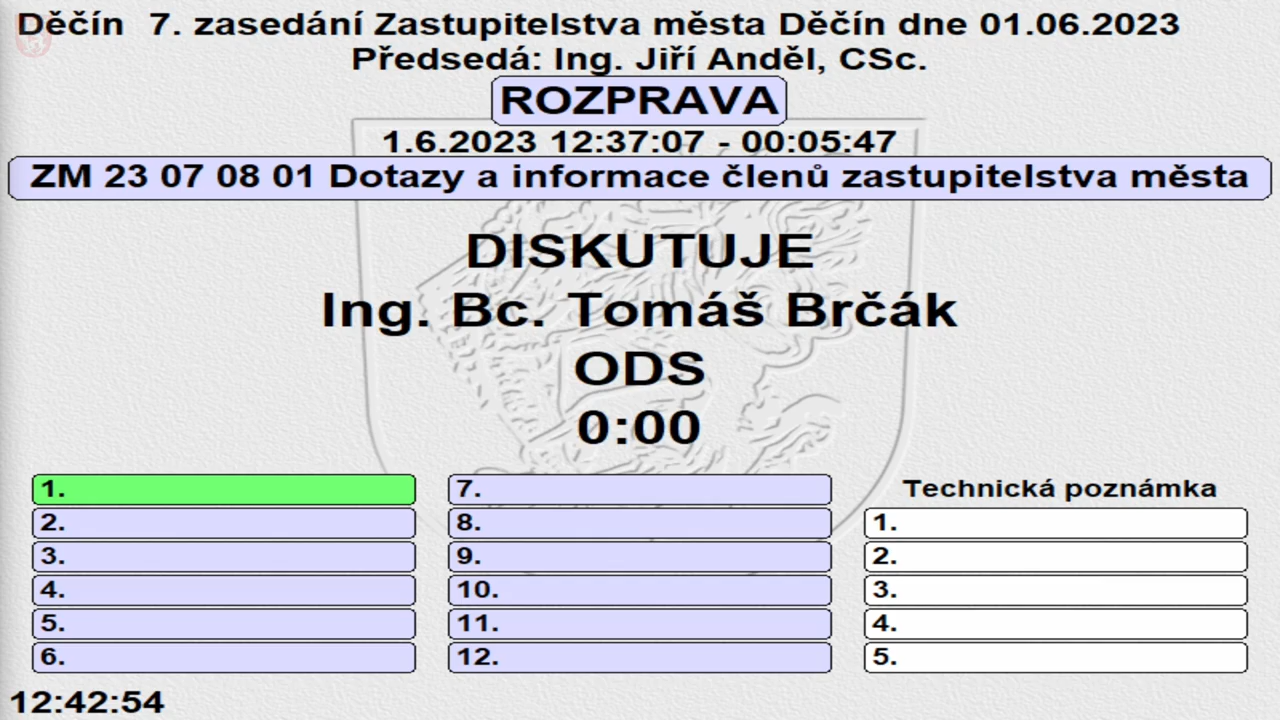 Děčín 7. zasedání Zastupitelstva města Děčín dne 01.06.2023
Předsedá: Ing. Jiří Anděl, CSc.
ROZPRAVA
1.6.2023 12:37:07 - 00:05:47
ZM 23 07 08 01 Dotazy a informace členů zastupitelstva města
DISKUTUJE
Ing. Bc. Tomáš Brčák
ODS
0:00
1.
2.
3.
4.
5.
6.
7.
8.
9.
10.
11.
12.
Technická poznámka
1.
2.
3.
4.
5.
12:42:54